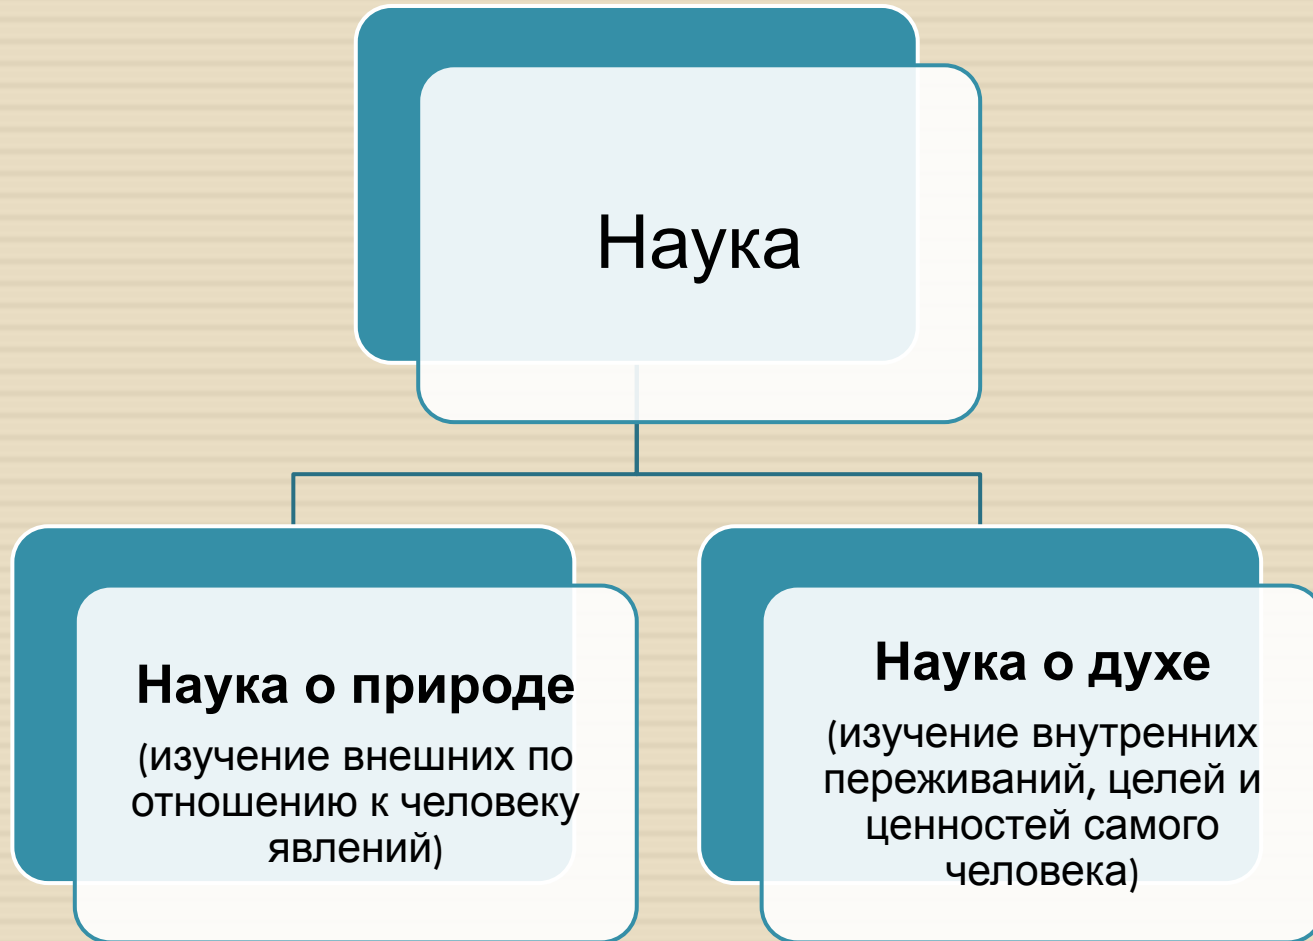 Наука
Наука о природе
(изучение внешних по
отношению к человеку
явлений)
Наука о духе
(изучение внутренних
переживаний, целей и
ценностей самого
человека)